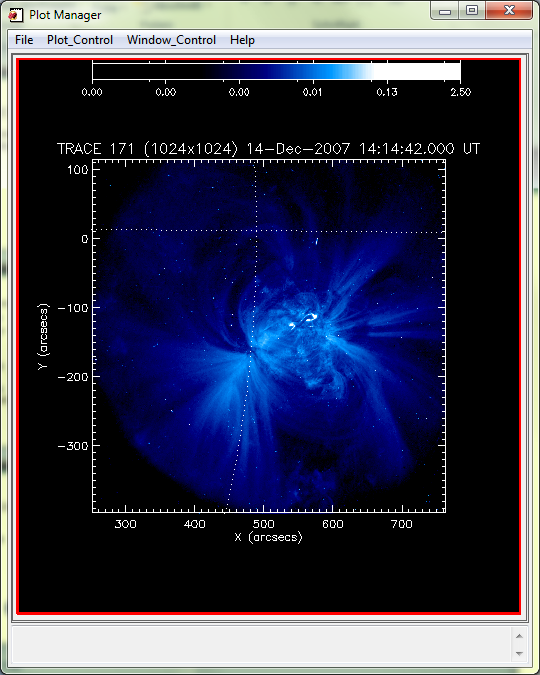 Plot Manager
File Plot_Control Window_Control Help
0.00 0.00 0.00 0.01 0.13 2.50
TRACE 171 (1024x1024) 14-Dec-2007 14:14:42.000 UT
100
0
-100
-200
-300
Y (arcsecs)
300 400 500 600 700
X (arcsecs)